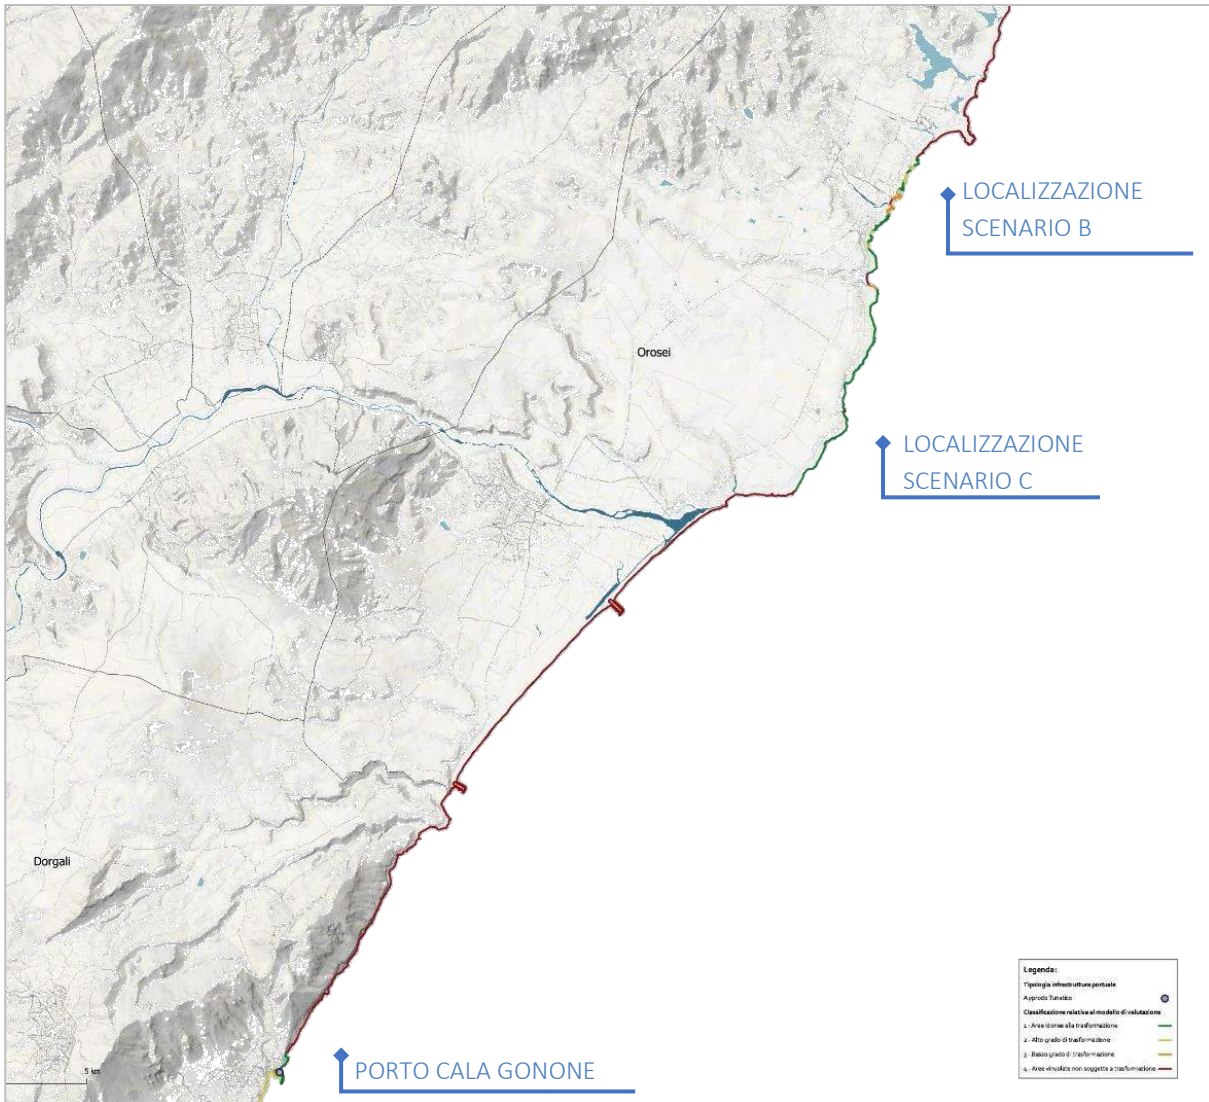 LOCALIZZAZIONE
SCENARIO B
Orosei
LOCALIZZAZIONE
SCENARIO C
Dorgali
Legenda:
Tipologia infrastruttura portuale
Approdo Turistico
Classificazione relativa al modello di valutazione
1 - Aree idonee alla trasformazione
2 - Alto grado di trasformazione
3 - Basso grado di trasformazione
4 - Aree vincolate non soggette a trasformazione
5 km
PORTO CALA GONONE